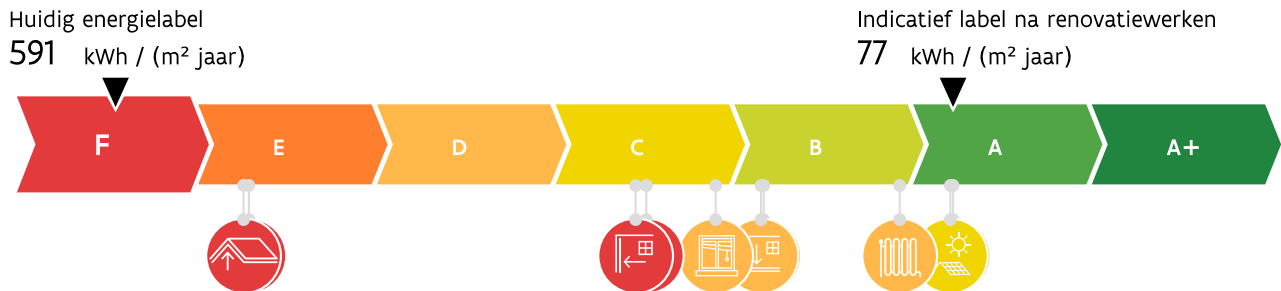 Huidig energielabel
591 kWh / (m² jaar)
Indicatief label na renovatiewerken
77 kWh / (m² jaar)
F E D C B A A+